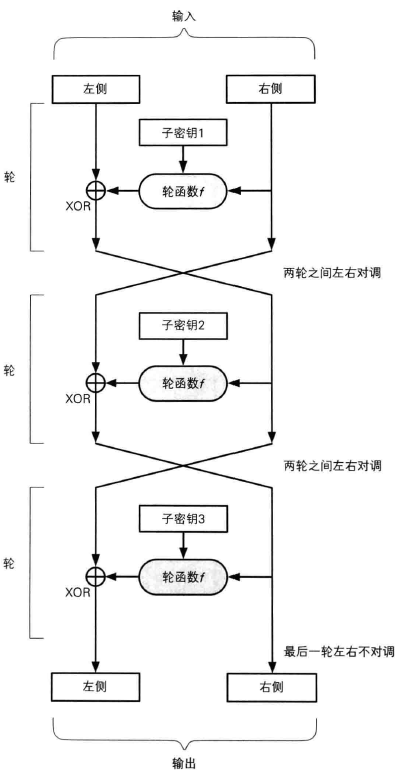 输入
左侧
右侧
子密钥1
轮
轮函数f
XOR
两轮之间左右对调
子密钥2
轮
轮函数f
XOR
两轮之间左右对调
子密钥3
轮
轮函数f
XOR
最后一轮左右不对调
左侧
右侧
输出